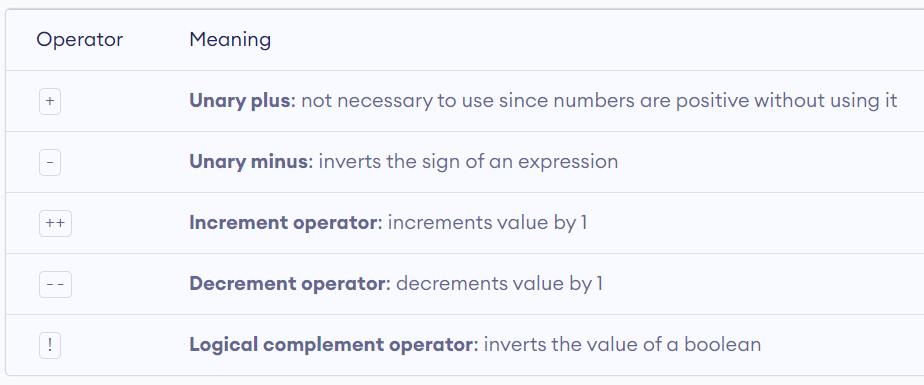 Operator Meaning
+ Unary plus: not necessary to use since numbers are positive without using it
- Unary minus: inverts the sign of an expression
++ Increment operator: increments value by 1
-- Decrement operator: decrements value by 1
! Logical complement operator: inverts the value of a boolean